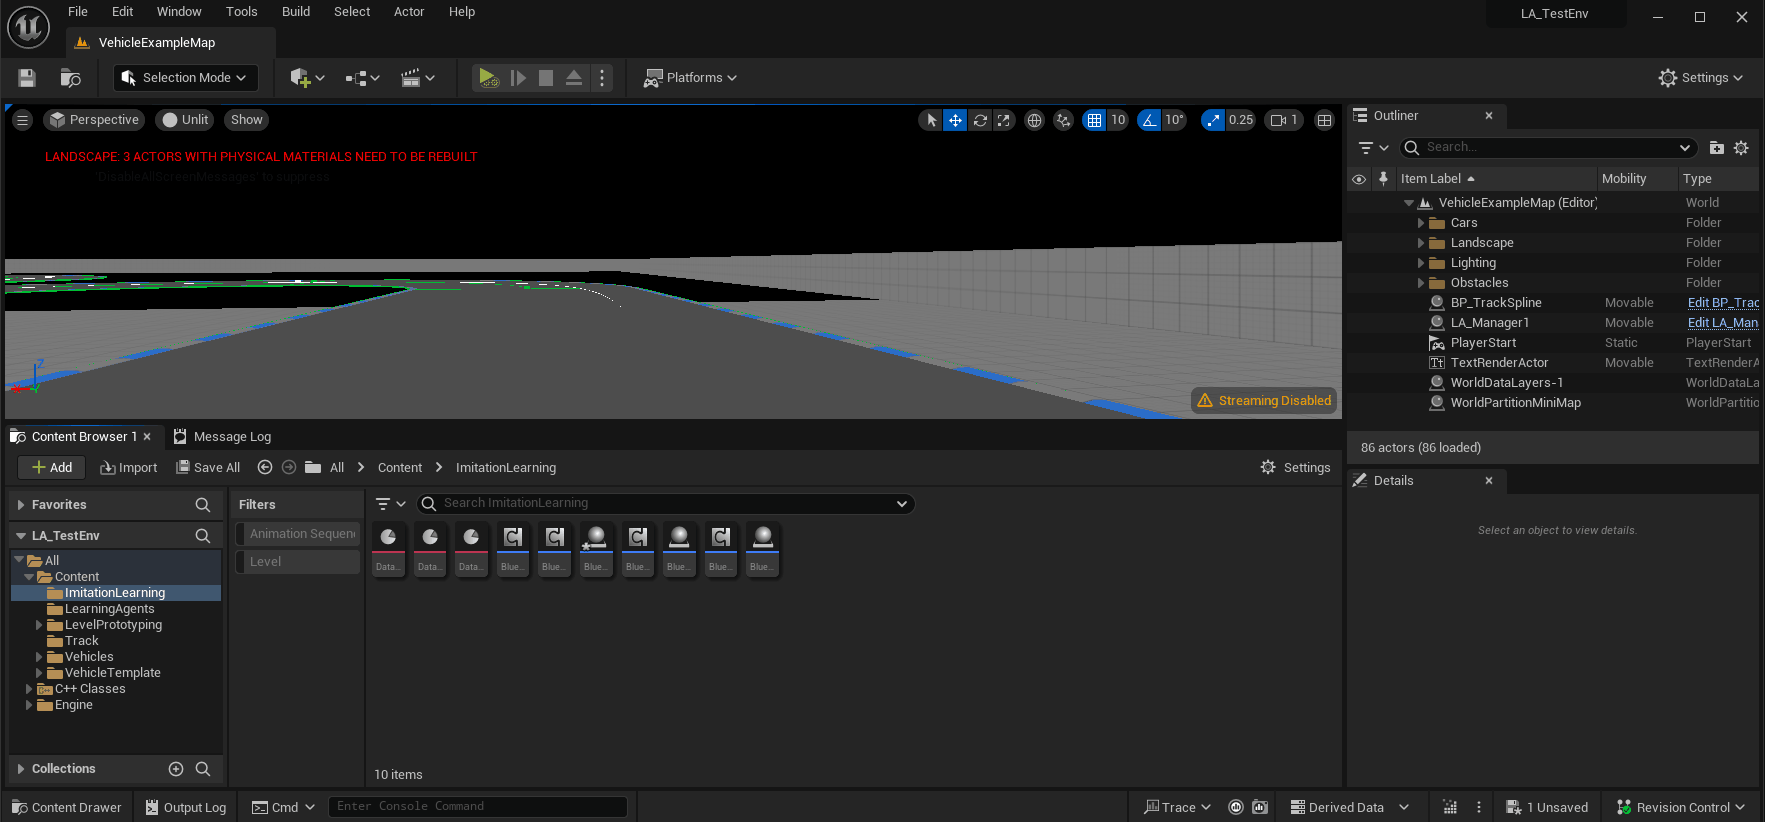 File Edit Window Tools Build Select Actor Help
LA_TestEnv
VehicleExampleMap
Selection Mode
Platforms
Settings
Perspective Unlit Show
10 10° 0.25 1
LANDSCAPE: 3 ACTORS WITH PHYSICAL MATERIALS NEED TO BE REBUILT
'DisableAllScreenMessages' to suppress
Z
Streaming Disabled
Outliner
Search...
Item Label Mobility Type
VehicleExampleMap (Editor) World
Cars Folder
Landscape Folder
Lighting Folder
Obstacles Folder
BP_TrackSpline Movable Edit BP_Trac
LA_Manager1 Movable Edit LA_Man
PlayerStart Static PlayerStart
TextRenderActor Movable TextRenderA
WorldDataLayers-1 WorldDataLa
WorldPartitionMiniMap WorldPartitio
86 actors (86 loaded)
Details
Select an object to view details.
Content Browser 1 Message Log
Add Import Save All All Content ImitationLearning Settings
Favorites
LA_TestEnv
All
Content
ImitationLearning
LearningAgents
LevelPrototyping
Track
Vehicles
VehicleTemplate
C++ Classes
Engine
Collections
Filters
Animation Sequen
Level
Search ImitationLearning
Data... Data... Data... Blue... Blue... Blue... Blue... Blue... Blue... Blue...
10 items
Content Drawer Output Log Cmd Enter Console Command Trace Derived Data 1 Unsaved Revision Control